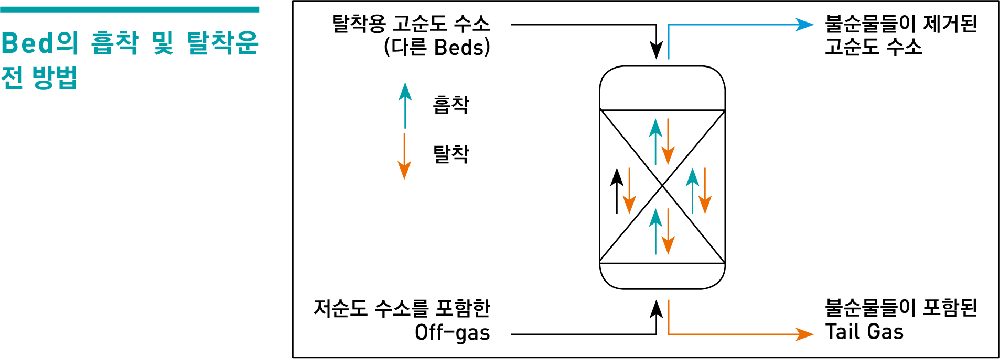 Bed의 흡착 및 탈착운
전 방법
탈착용 고순도 수소
(다른 Beds)
불순물들이 제거된
고순도 수소
흡착
탈착
저순도 수소를 포함한
Off-gas
불순물들이 포함된
Tail Gas